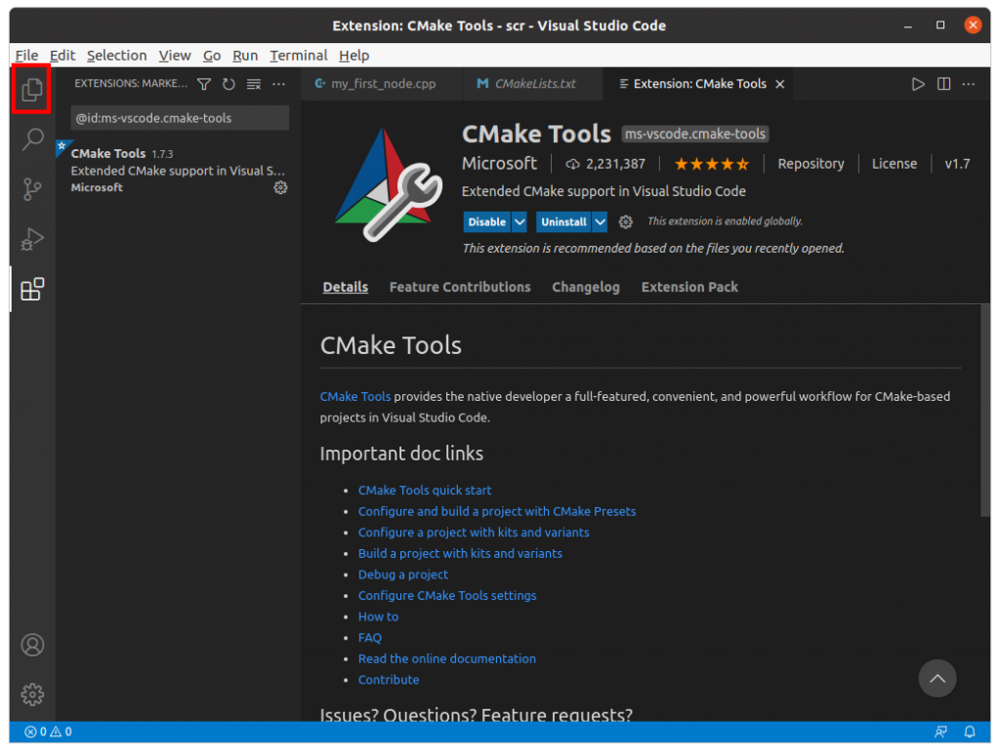 Extension: CMake Tools - scr - Visual Studio Code
File Edit Selection View Go Run Terminal Help
EXTENSIONS: MARKE...
my_first_node.cpp
CMakeLists.txt
Extension: CMake Tools
@id:ms-vscode.cmake-tools
CMake Tools 1.7.3
Extended CMake support in Visual S...
Microsoft
CMake Tools ms-vscode.cmake-tools
Microsoft 2,231,387 Repository License v1.7
Extended CMake support in Visual Studio Code
Disable Uninstall This extension is enabled globally.
This extension is recommended based on the files you recently opened.
Details Feature Contributions Changelog Extension Pack
CMake Tools
CMake Tools provides the native developer a full-featured, convenient, and powerful workflow for CMake-based
projects in Visual Studio Code.
Important doc links
• CMake Tools quick start
• Configure and build a project with CMake Presets
• Configure a project with kits and variants
• Build a project with kits and variants
• Debug a project
• Configure CMake Tools settings
• How to
• FAQ
• Read the online documentation
• Contribute
Issues? Questions? Feature requests?
0 0